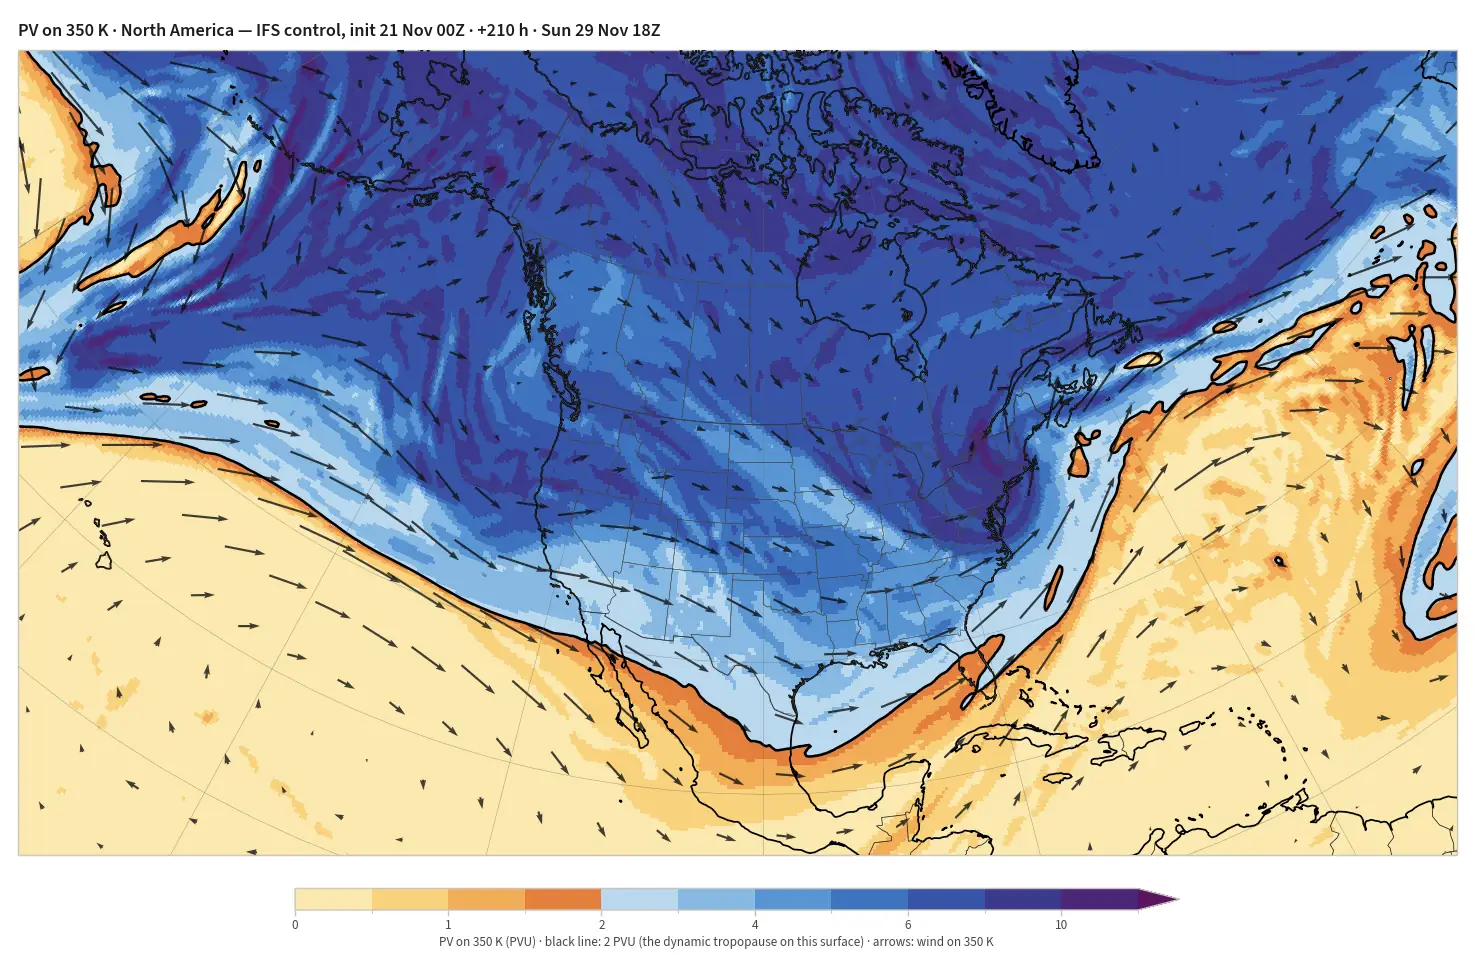 PV on 350 K · North America — IFS control, init 21 Nov 00Z · +210 h · Sun 29 Nov 18Z
0 1 2 4 6 10
PV on 350 K (PVU) · black line: 2 PVU (the dynamic tropopause on this surface) · arrows: wind on 350 K